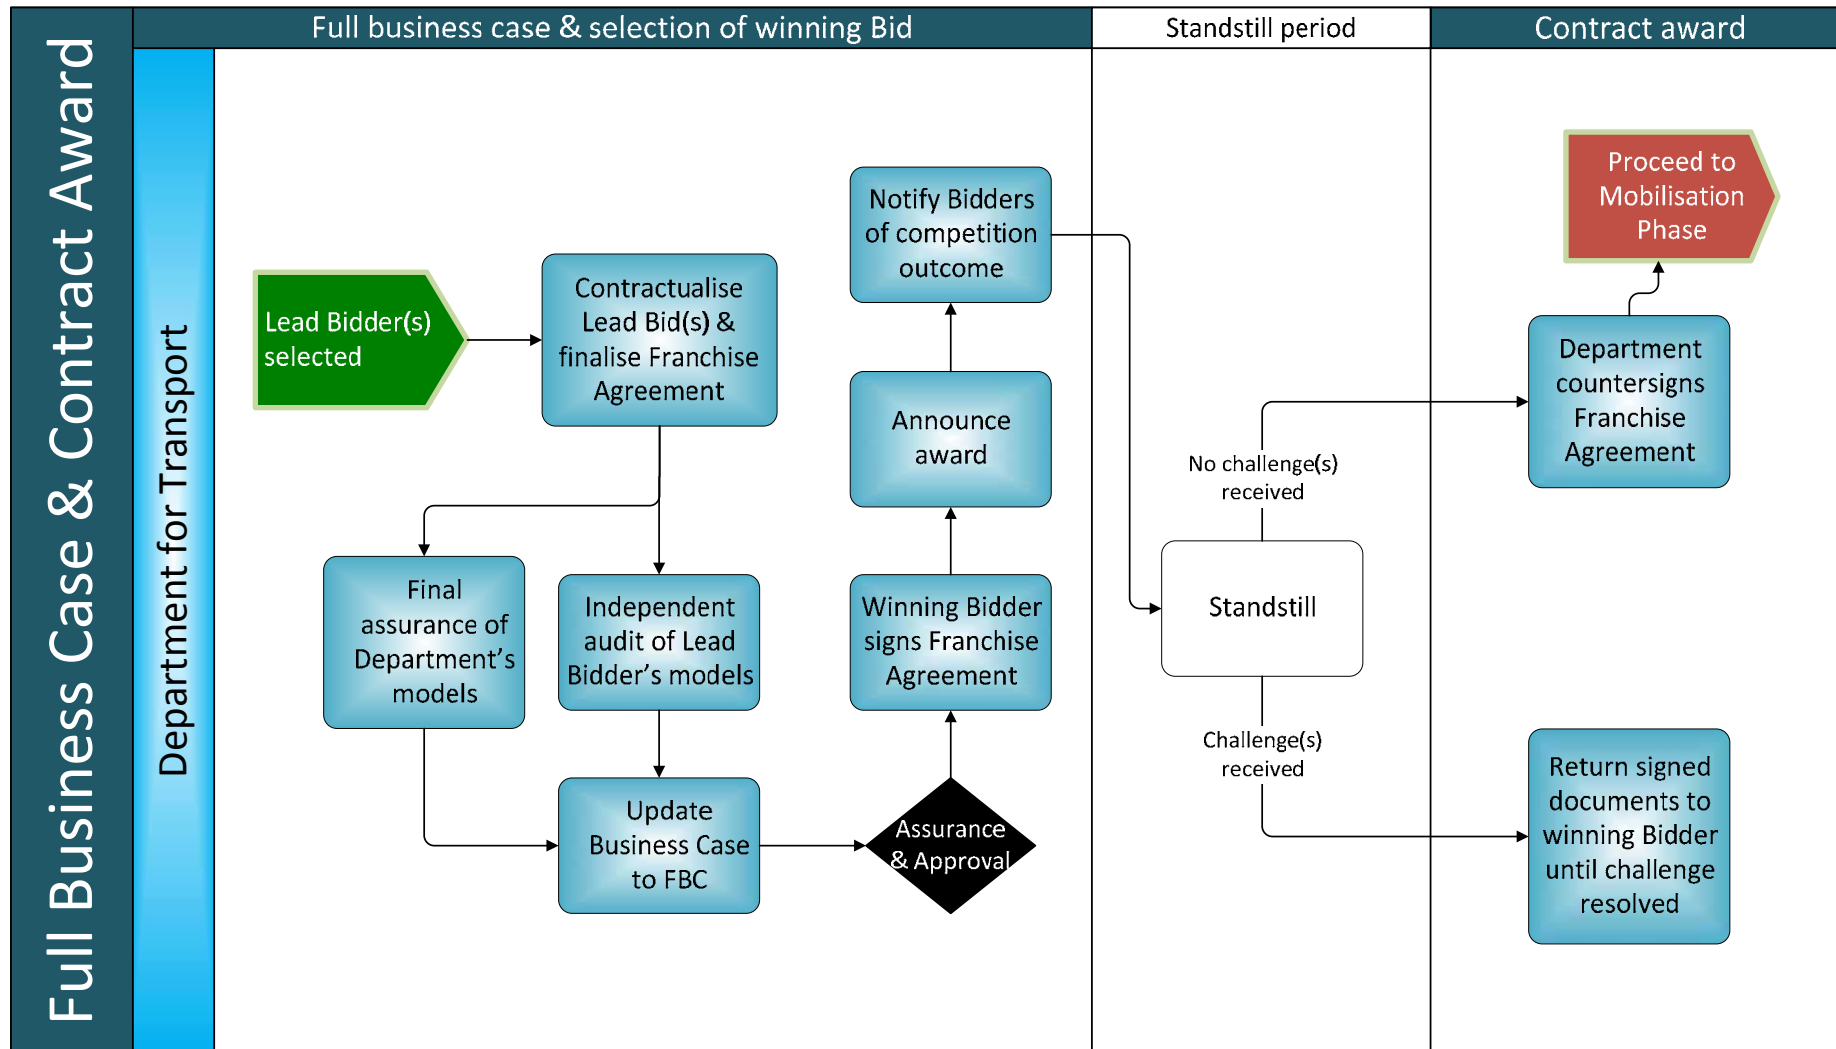 Full Business Case & Contract Award
Department for Transport
Full business case & selection of winning Bid
Standstill period
Contract award
Lead Bidder(s)
selected
Contractualise
Lead Bid(s) &
finalise Franchise
Agreement
Final
assurance of
Department's
models
Independent
audit of Lead
Bidder's models
Update
Business Case
to FBC
Assurance
& Approval
Winning Bidder
signs Franchise
Agreement
Announce
award
Notify Bidders
of competition
outcome
Standstill
No challenge(s)
received
Challenge(s)
received
Department
countersigns
Franchise
Agreement
Proceed to
Mobilisation
Phase
Return signed
documents to
winning Bidder
until challenge
resolved